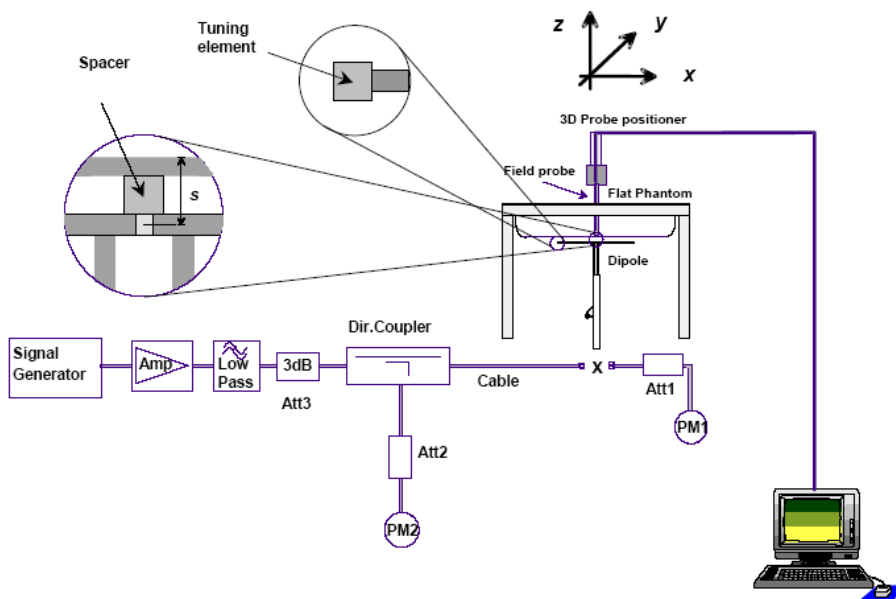 Tuning
element
Spacer
s
z
y
x
3D Probe positioner
Field probe
Flat Phantom
Dipole
Dir.Coupler
Signal
Generator
Amp
Low
Pass
3dB
Att3
Cable
X
Att1
PM1
Att2
PM2